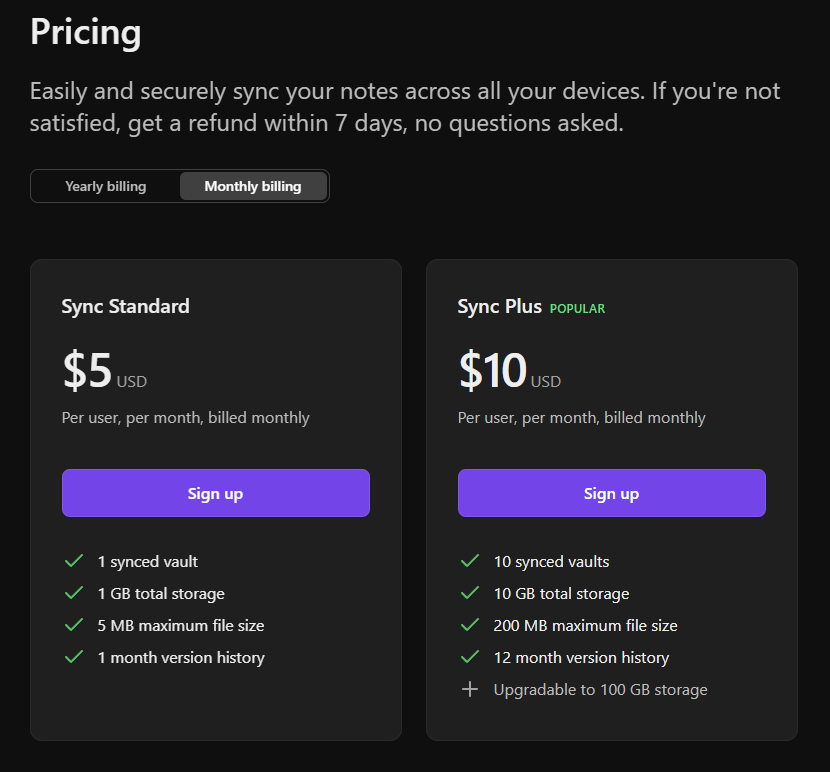 Pricing
Easily and securely sync your notes across all your devices. If you're not
satisfied, get a refund within 7 days, no questions asked.
Yearly billing
Monthly billing
Sync Standard
$5 USD
Per user, per month, billed monthly
Sign up
1 synced vault
1 GB total storage
5 MB maximum file size
1 month version history
Sync Plus POPULAR
$10 USD
Per user, per month, billed monthly
Sign up
10 synced vaults
10 GB total storage
200 MB maximum file size
12 month version history
Upgradable to 100 GB storage